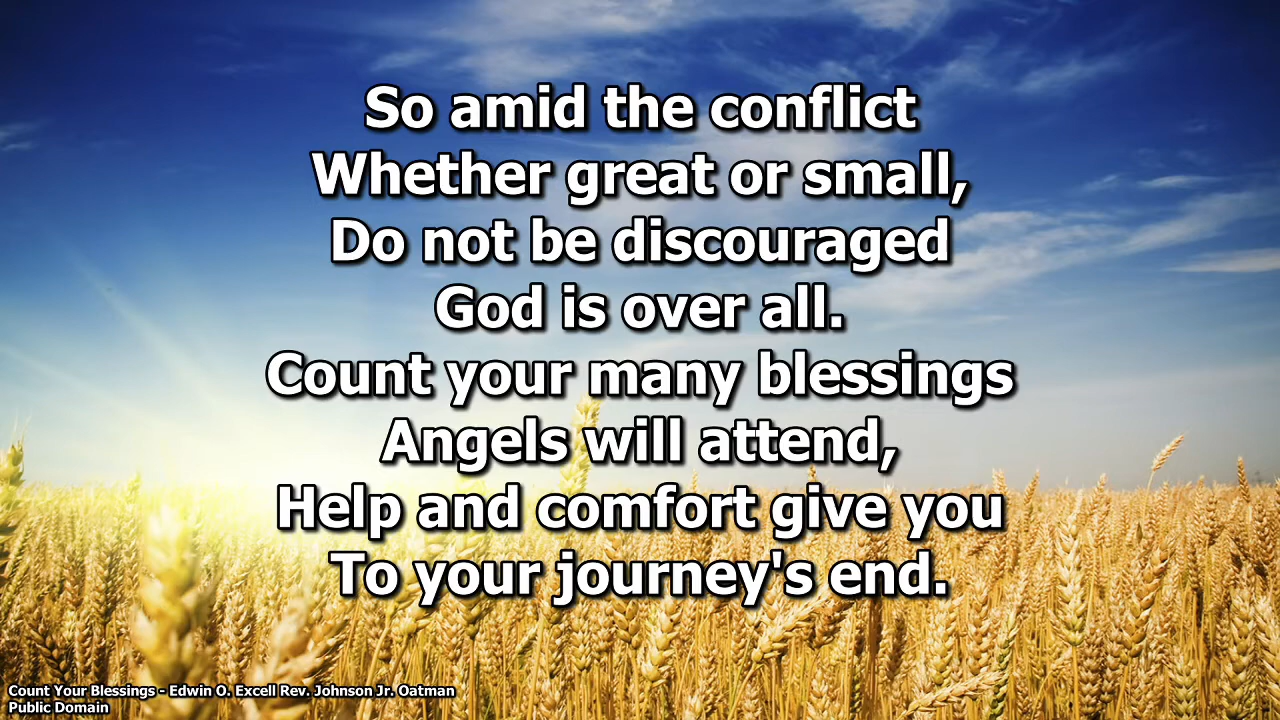 So amid the conflict
Whether great or small,
Do not be discouraged
God is over all.
Count your many blessings
Angels will attend,
Help and comfort give you
To your journey's end.
Count Your Blessings - Edwin O. Excell Rev. Johnson Jr. Oatman
Public Domain